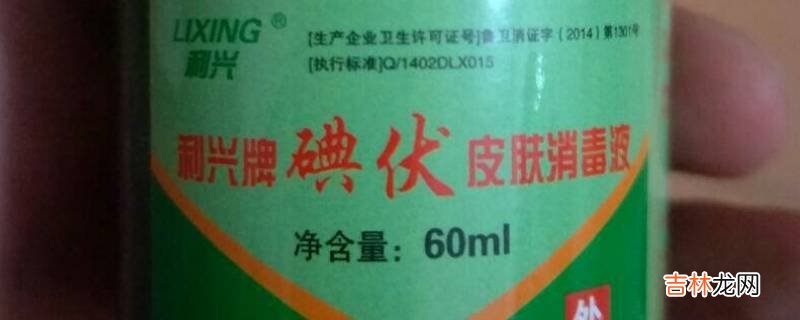 LIXING®
利兴
[生产企业卫生许可证号]鲁卫消证字(2014)第1301号
[执行标准]Q/1402DLX015
利兴牌碘伏皮肤消毒液
净含量：60ml
外
吉林龙网